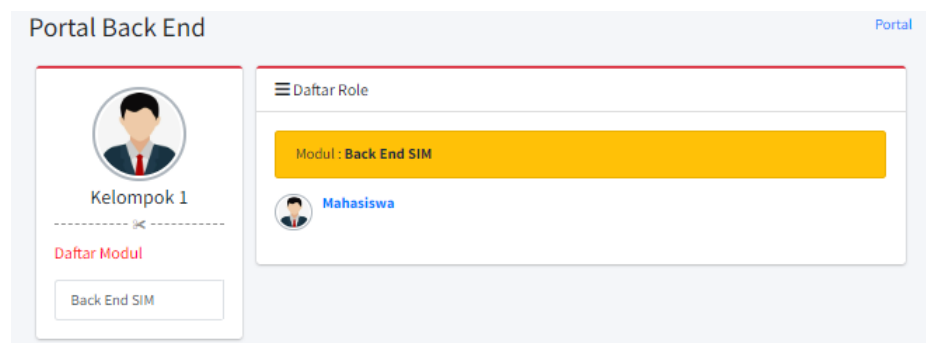 Portal Back End
Portal
Kelompok 1
Daftar Modul
Back End SIM
Daftar Role
Modul : Back End SIM
Mahasiswa